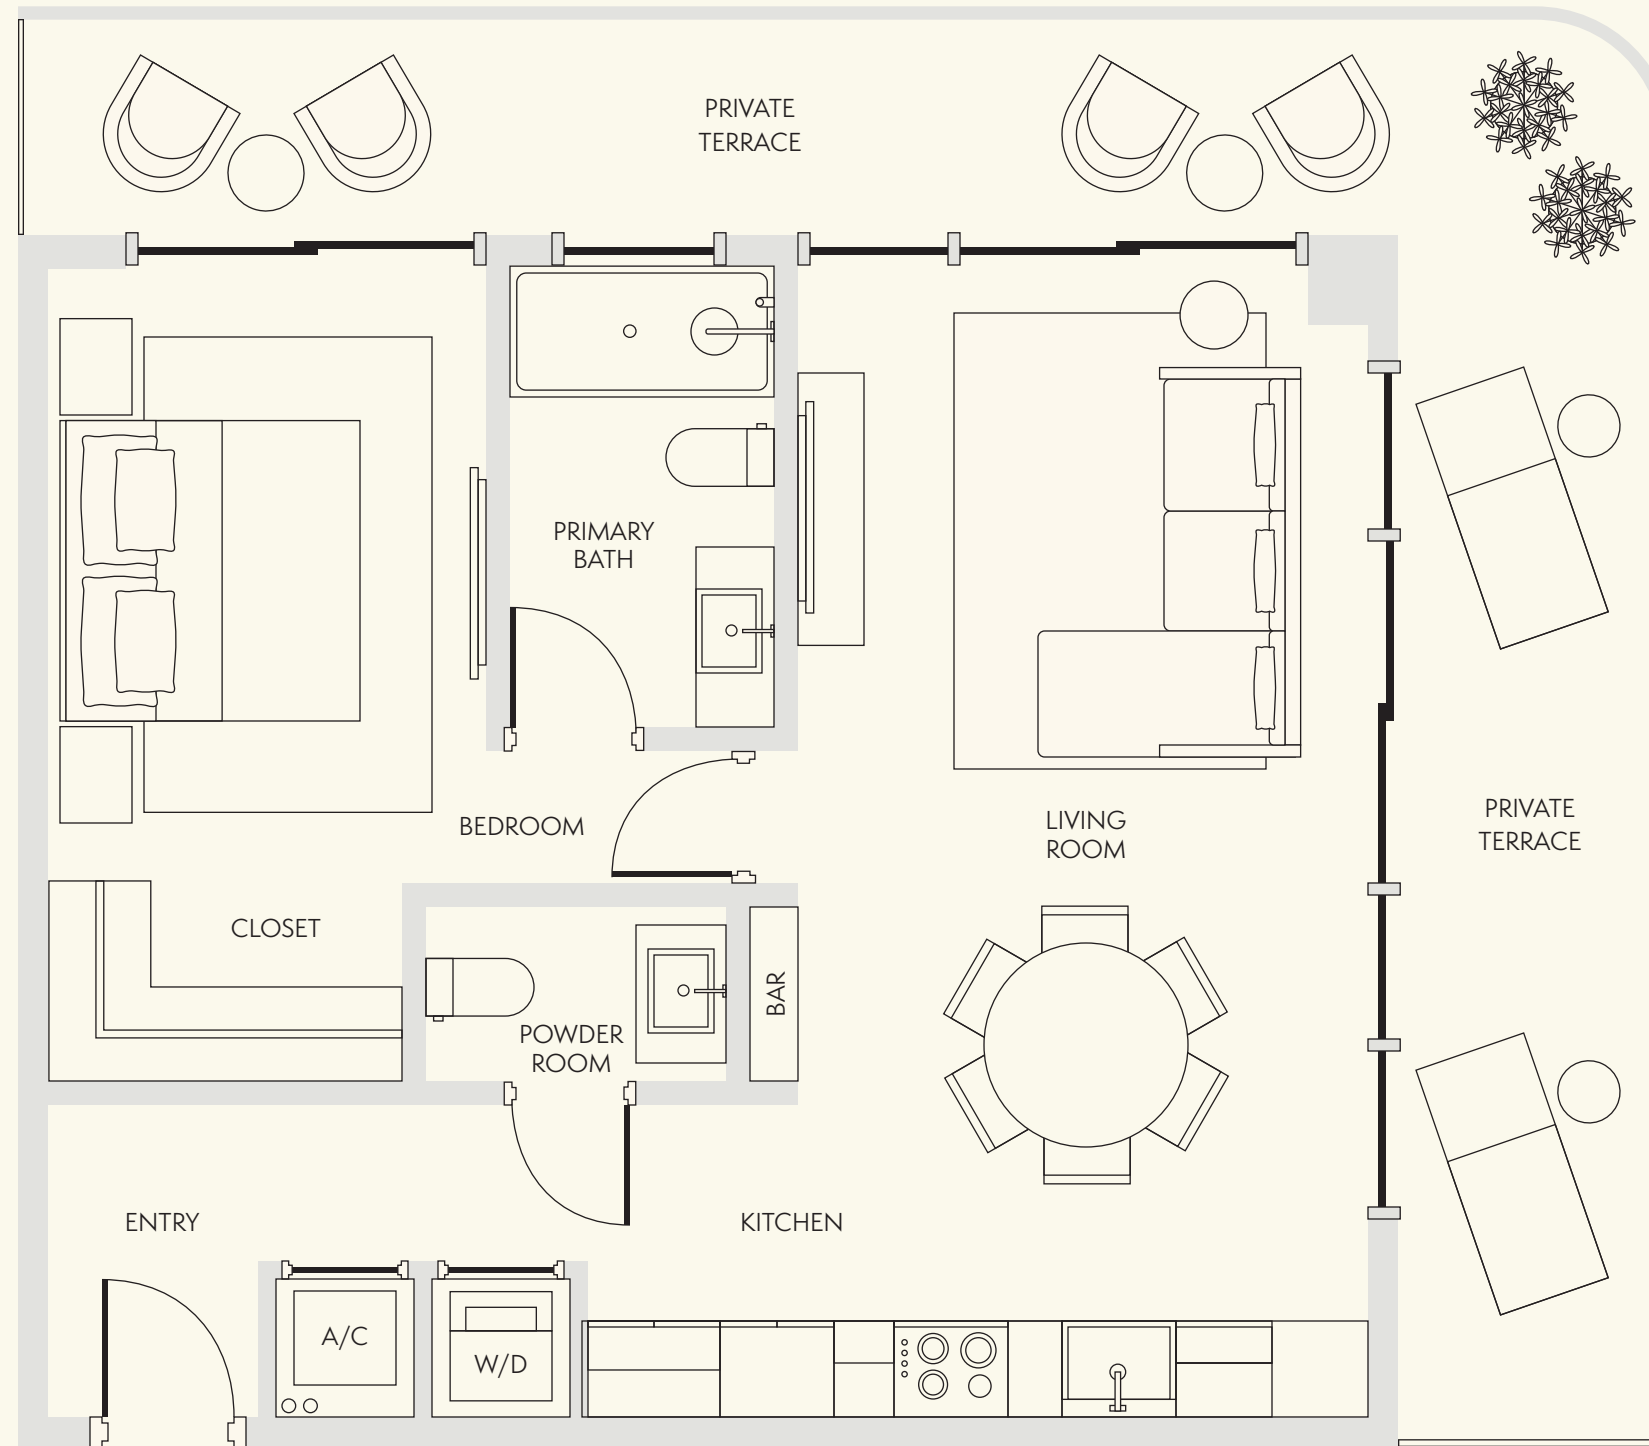 PRIVATE
TERRACE
PRIMARY
BATH
BEDROOM
LIVING
ROOM
PRIVATE
TERRACE
CLOSET
BAR
POWDER
ROOM
ENTRY
KITCHEN
A/C
W/D